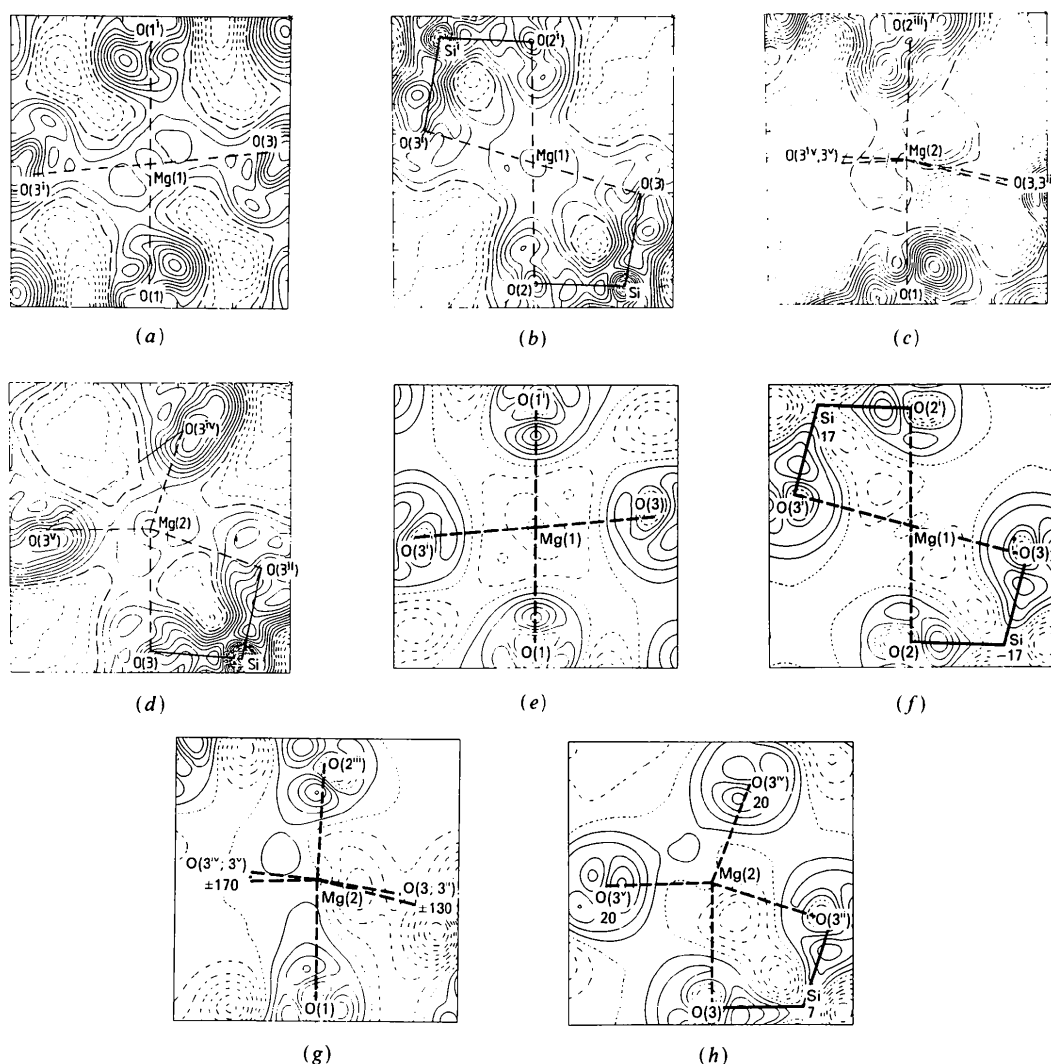 O(1ⁱ)
O(3)
O(3ⁱ)
Mg(1)
O(1)
(a)
Siⁱ
O(2ⁱ)
O(3ⁱ)
Mg(1)
O(3)
O(2)
Si
(b)
O(2ⁱⁱⁱ)
O(3ⁱᵛ,3ᵛ)
Mg(2)
O(3,3ⁱⁱ)
O(1)
(c)
O(3ⁱᵛ)
Mg(2)
O(3ᵛ)
O(3ⁱⁱ)
O(3)
Si
(d)
O(1ⁱ)
O(3)
O(3ⁱ)
Mg(1)
O(1)
(e)
Si
17
O(2ⁱ)
O(3ⁱ)
Mg(1)
O(3)
O(2)
Si
−17
(f)
O(2ⁱⁱⁱ)
O(3ⁱᵛ; 3ᵛ)
±170
Mg(2)
O(3; 3ⁱⁱ)
±130
O(1)
(g)
O(3ⁱᵛ)
20
Mg(2)
O(3ᵛ)
20
O(3ⁱⁱ)
Si
7
O(3)
(h)